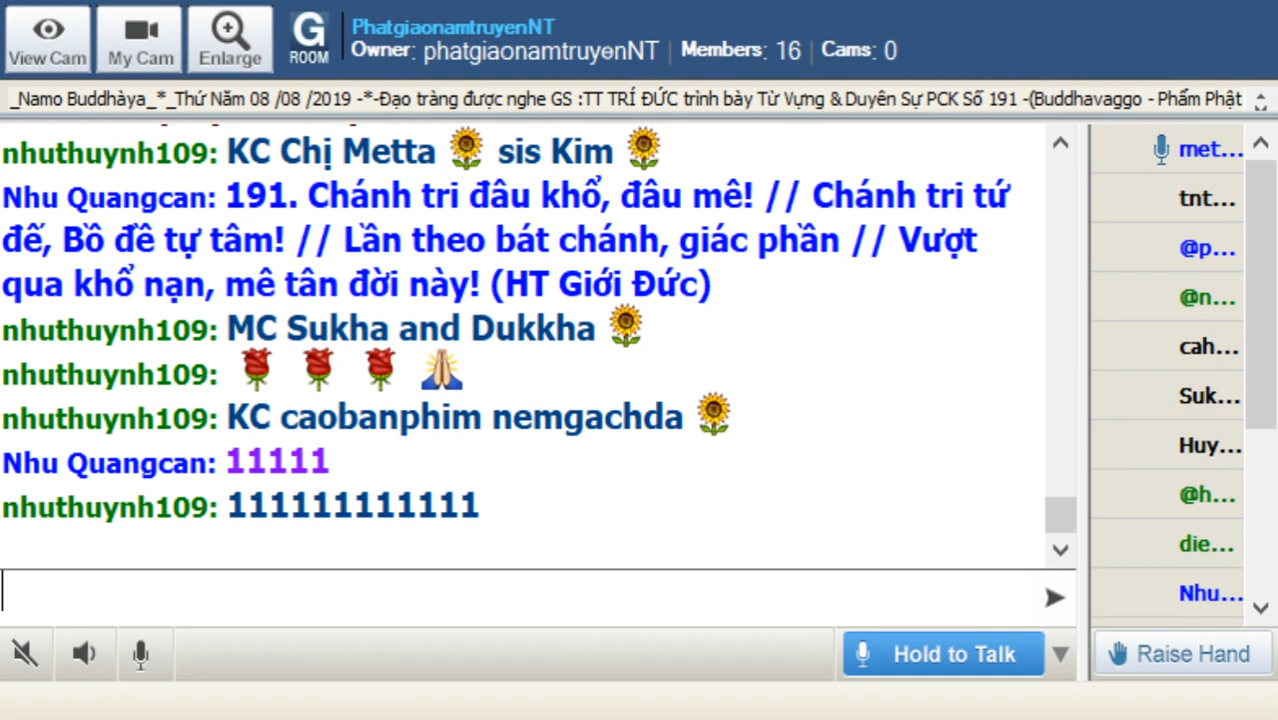 View Cam
My Cam
Enlarge
G
ROOM
PhatgiaonamtruyenNT
Owner: phatgiaonamtruyenNT | Members: 16 | Cams: 0
_Namo Buddhàya_*_Thứ Năm 08 /08 /2019 -*-Đạo tràng được nghe GS :TT TRÍ ĐỨC trình bày Từ Vựng & Duyên Sự PCK Số 191 -(Buddhavaggo - Phẩm Phật
nhuthuynh109: KC Chị Metta 🌻 sis Kim 🌻
Nhu Quangcan: 191. Chánh tri đâu khổ, đâu mê! // Chánh tri tứ
đế, Bồ đề tự tâm! // Lần theo bát chánh, giác phần // Vượt
qua khổ nạn, mê tân đời này! (HT Giới Đức)
nhuthuynh109: MC Sukha and Dukkha 🌻
nhuthuynh109: 🌹 🌹 🌹 🙏
nhuthuynh109: KC caobanphim nemgachda 🌻
Nhu Quangcan: 11111
nhuthuynh109: 111111111111
met...
tnt...
@p...
@n...
cah...
Suk...
Huy...
@h...
die...
Nhu...
Hold to Talk
Raise Hand